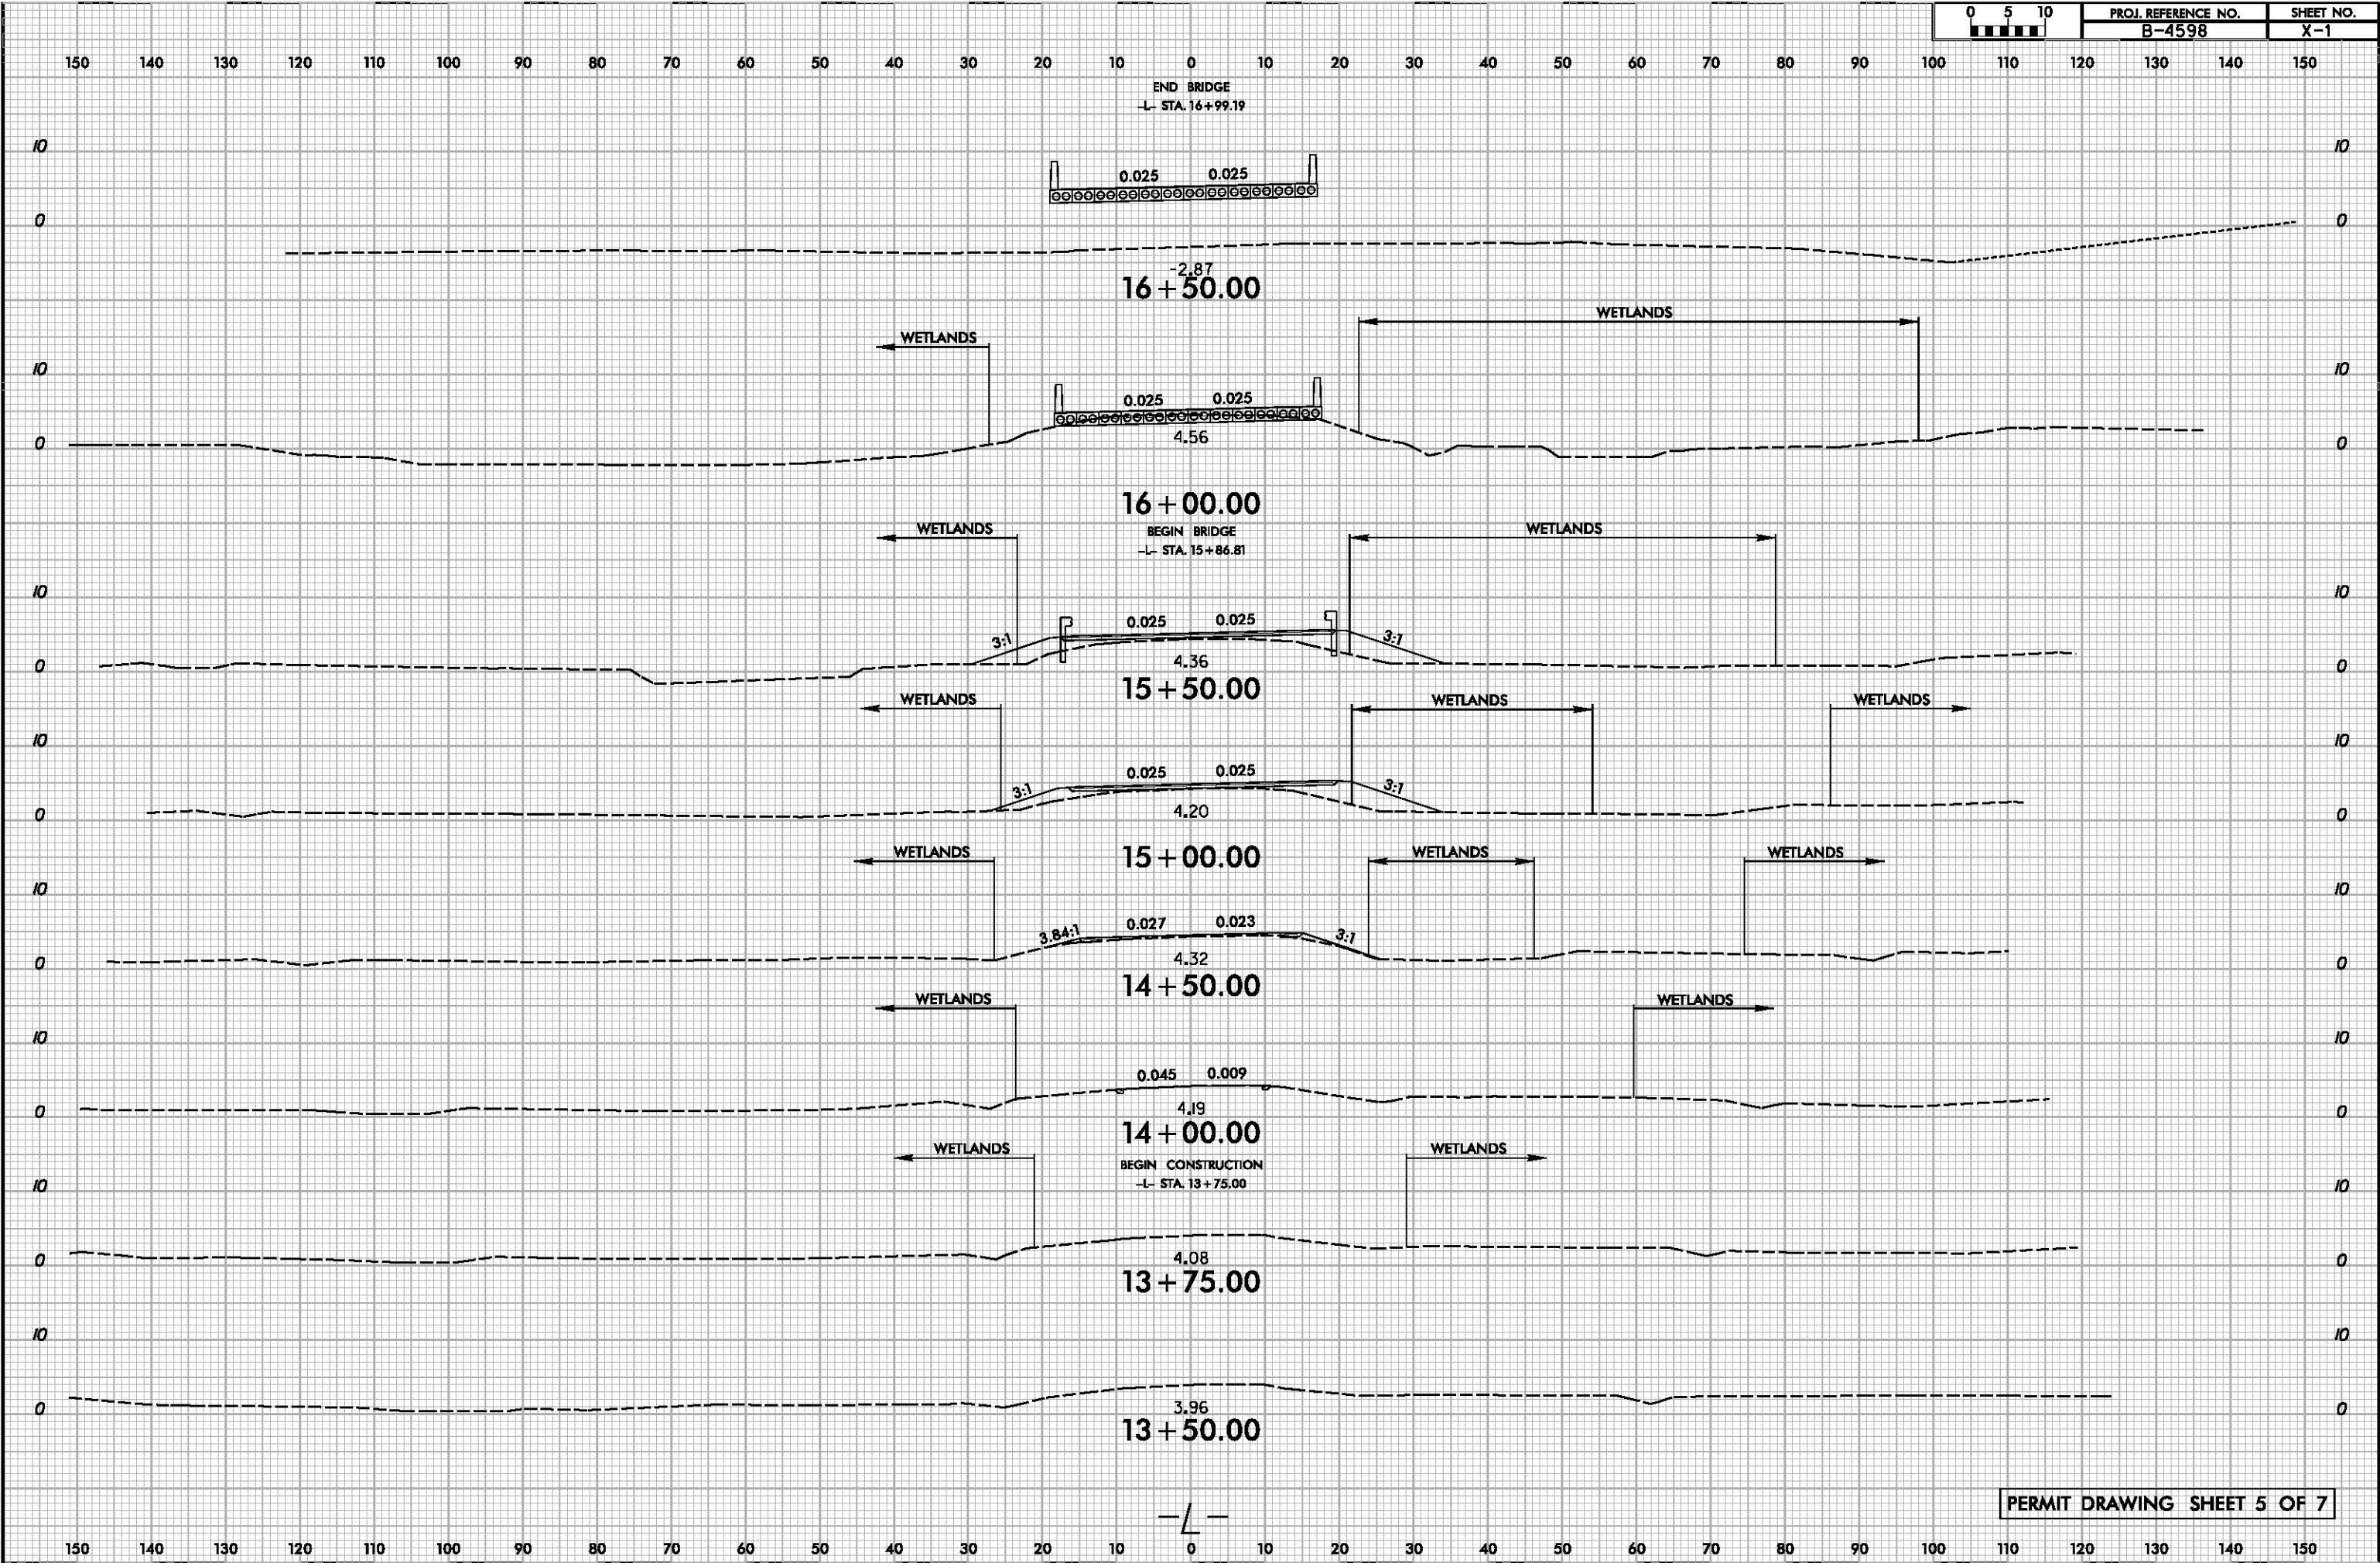 0 5 10
PROJ. REFERENCE NO. SHEET NO.
B-4598 X-1
150 140 130 120 110 100 90 80 70 60 50 40 30 20 10 0 10 20 30 40 50 60 70 80 90 100 110 120 130 140 150
END BRIDGE
-L- STA. 16+99.19
10 10
0.025 0.025
0 0
-2.87
16+50.00
WETLANDS
WETLANDS
10 10
0.025 0.025
4.56
0 0
16+00.00
WETLANDS BEGIN BRIDGE WETLANDS
-L- STA. 15+86.81
10 10
0.025 0.025
3:1 3:1
4.36
0 0
15+50.00
WETLANDS WETLANDS WETLANDS
10 10
0.025 0.025
3:1 3:1
4.20
0 0
15+00.00
WETLANDS WETLANDS WETLANDS
10 10
0.027 0.023
3.84:1 3:1
4.32
0 0
14+50.00
WETLANDS WETLANDS
10 10
0.045 0.009
4.19
0 0
14+00.00
WETLANDS WETLANDS
BEGIN CONSTRUCTION
-L- STA. 13+75.00
10 10
4.08
0 0
13+75.00
10 10
3.96
0 0
13+50.00
PERMIT DRAWING SHEET 5 OF 7
-L-
150 140 130 120 110 100 90 80 70 60 50 40 30 20 10 0 10 20 30 40 50 60 70 80 90 100 110 120 130 140 150